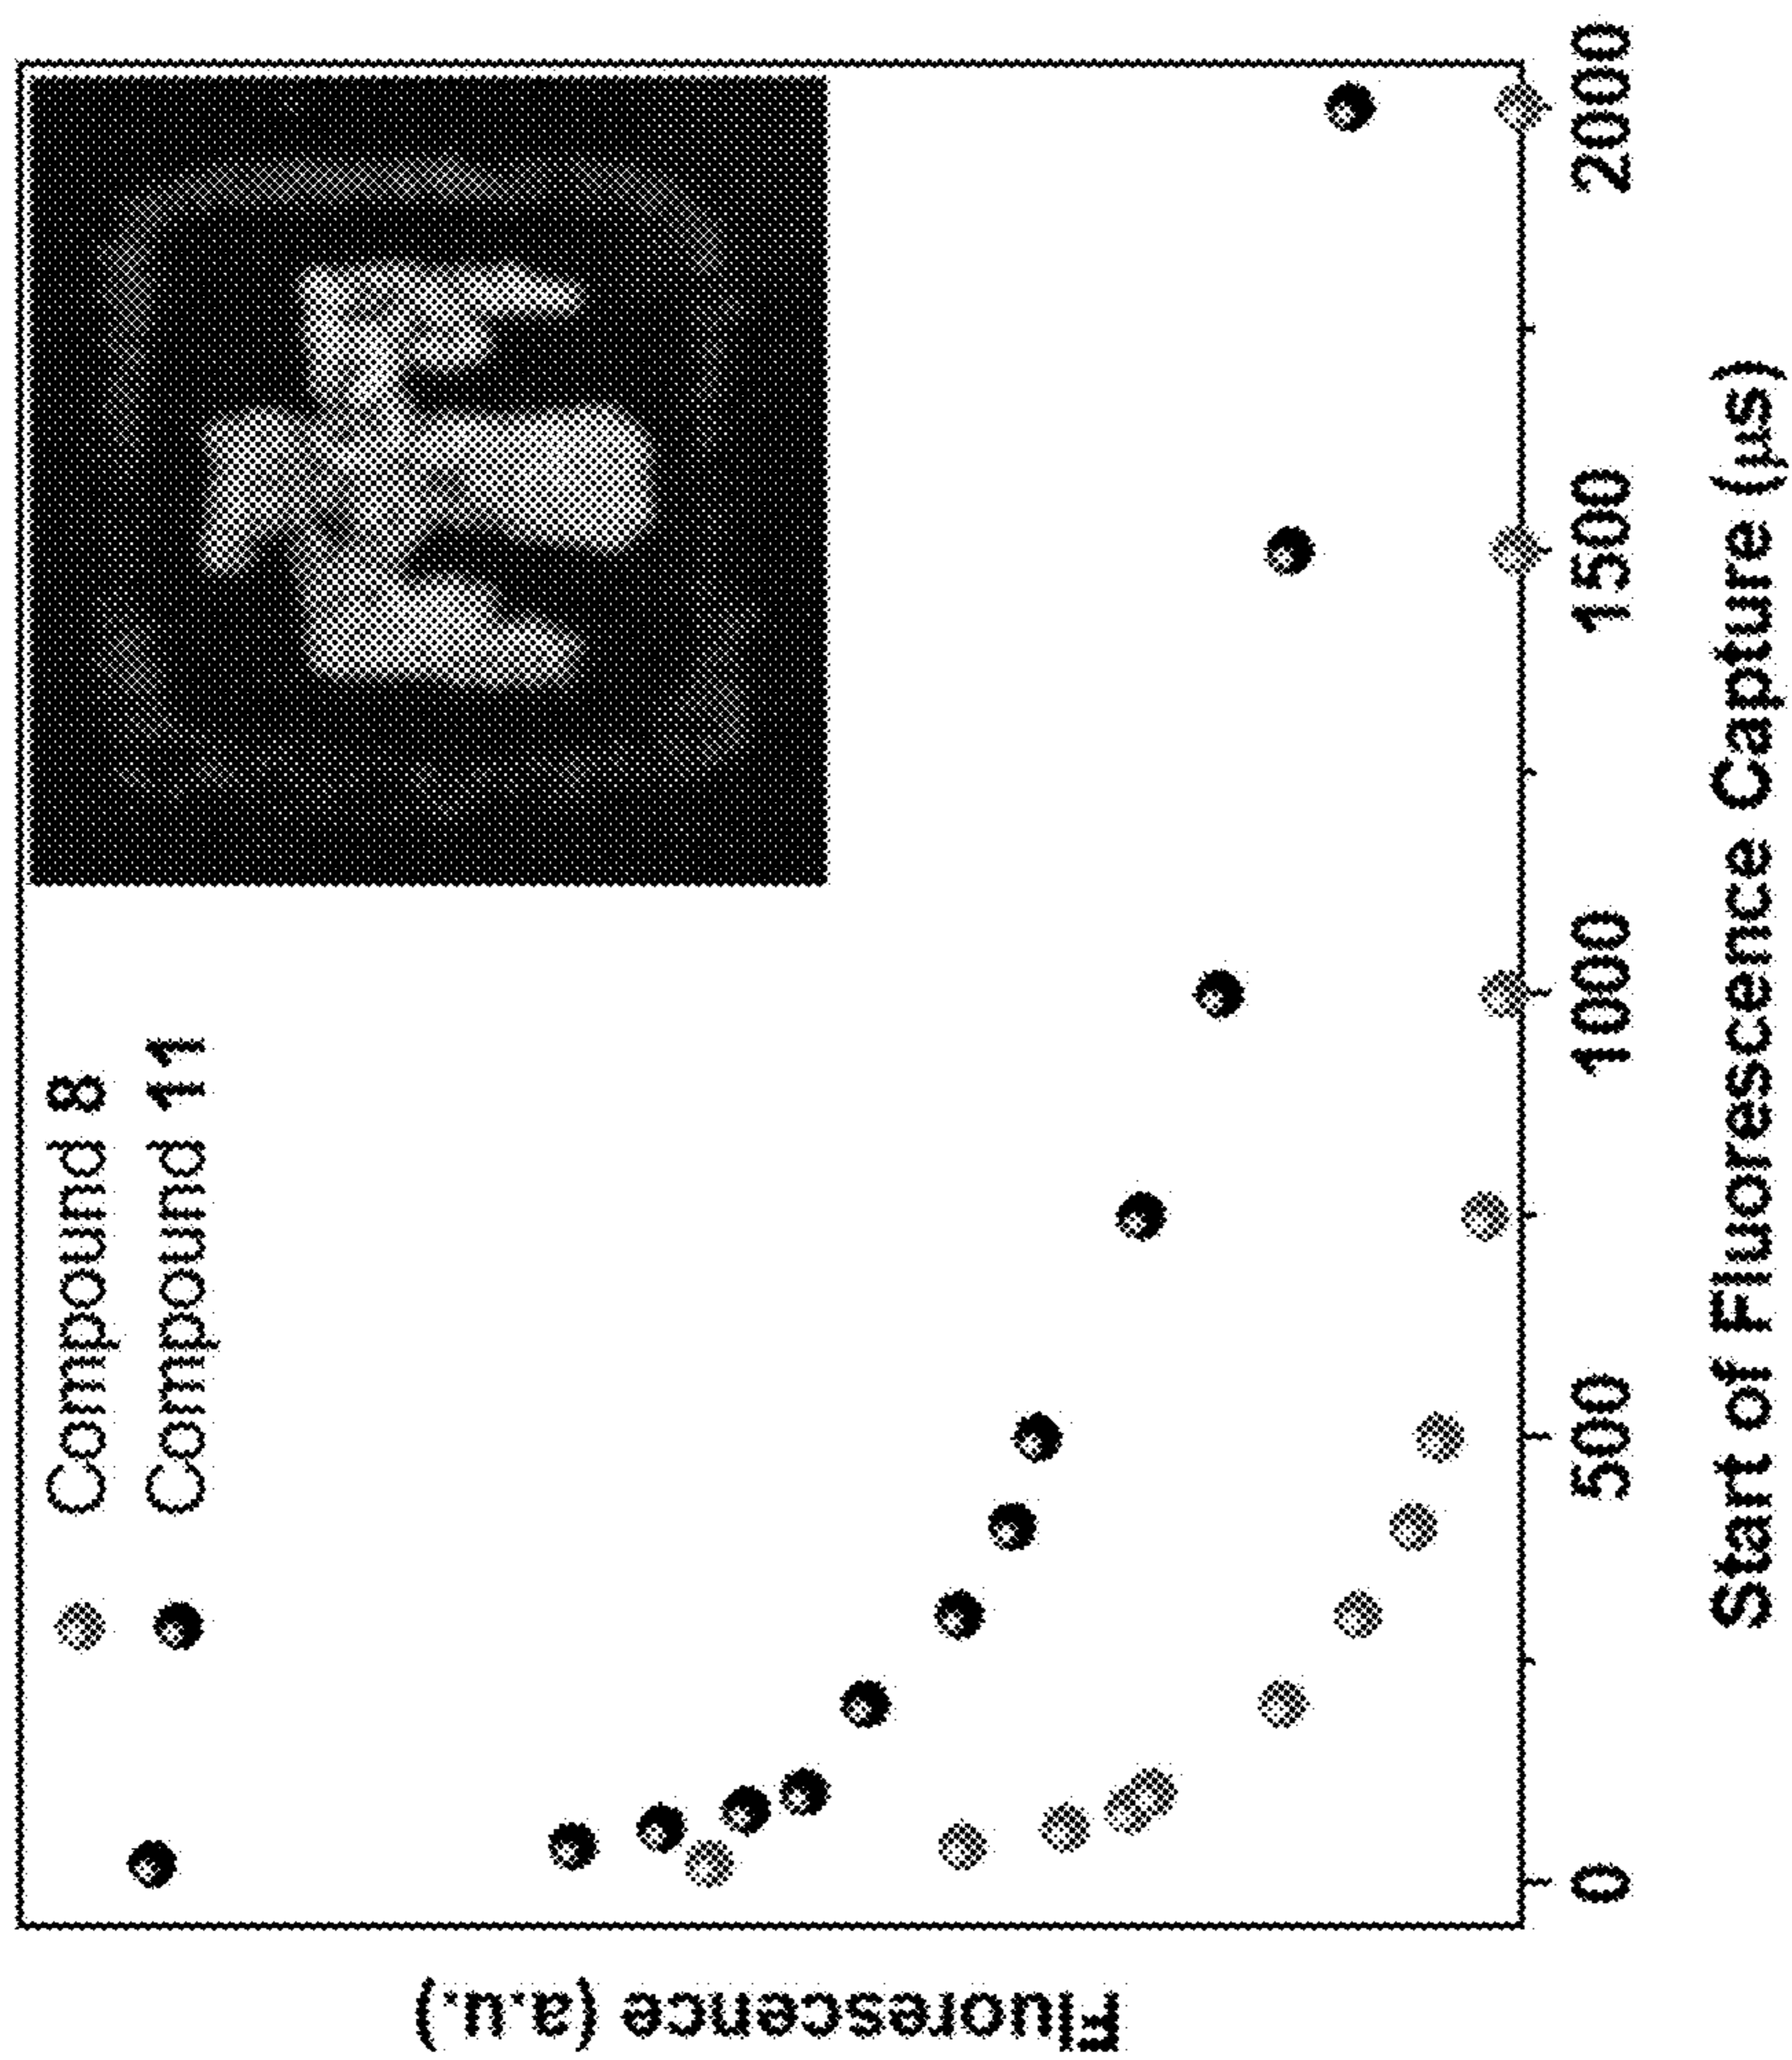 Compound 8
Compound 11
Fluorescence (a.u.)
0 500 1000 1500 2000
Start of Fluorescence Capture (μs)